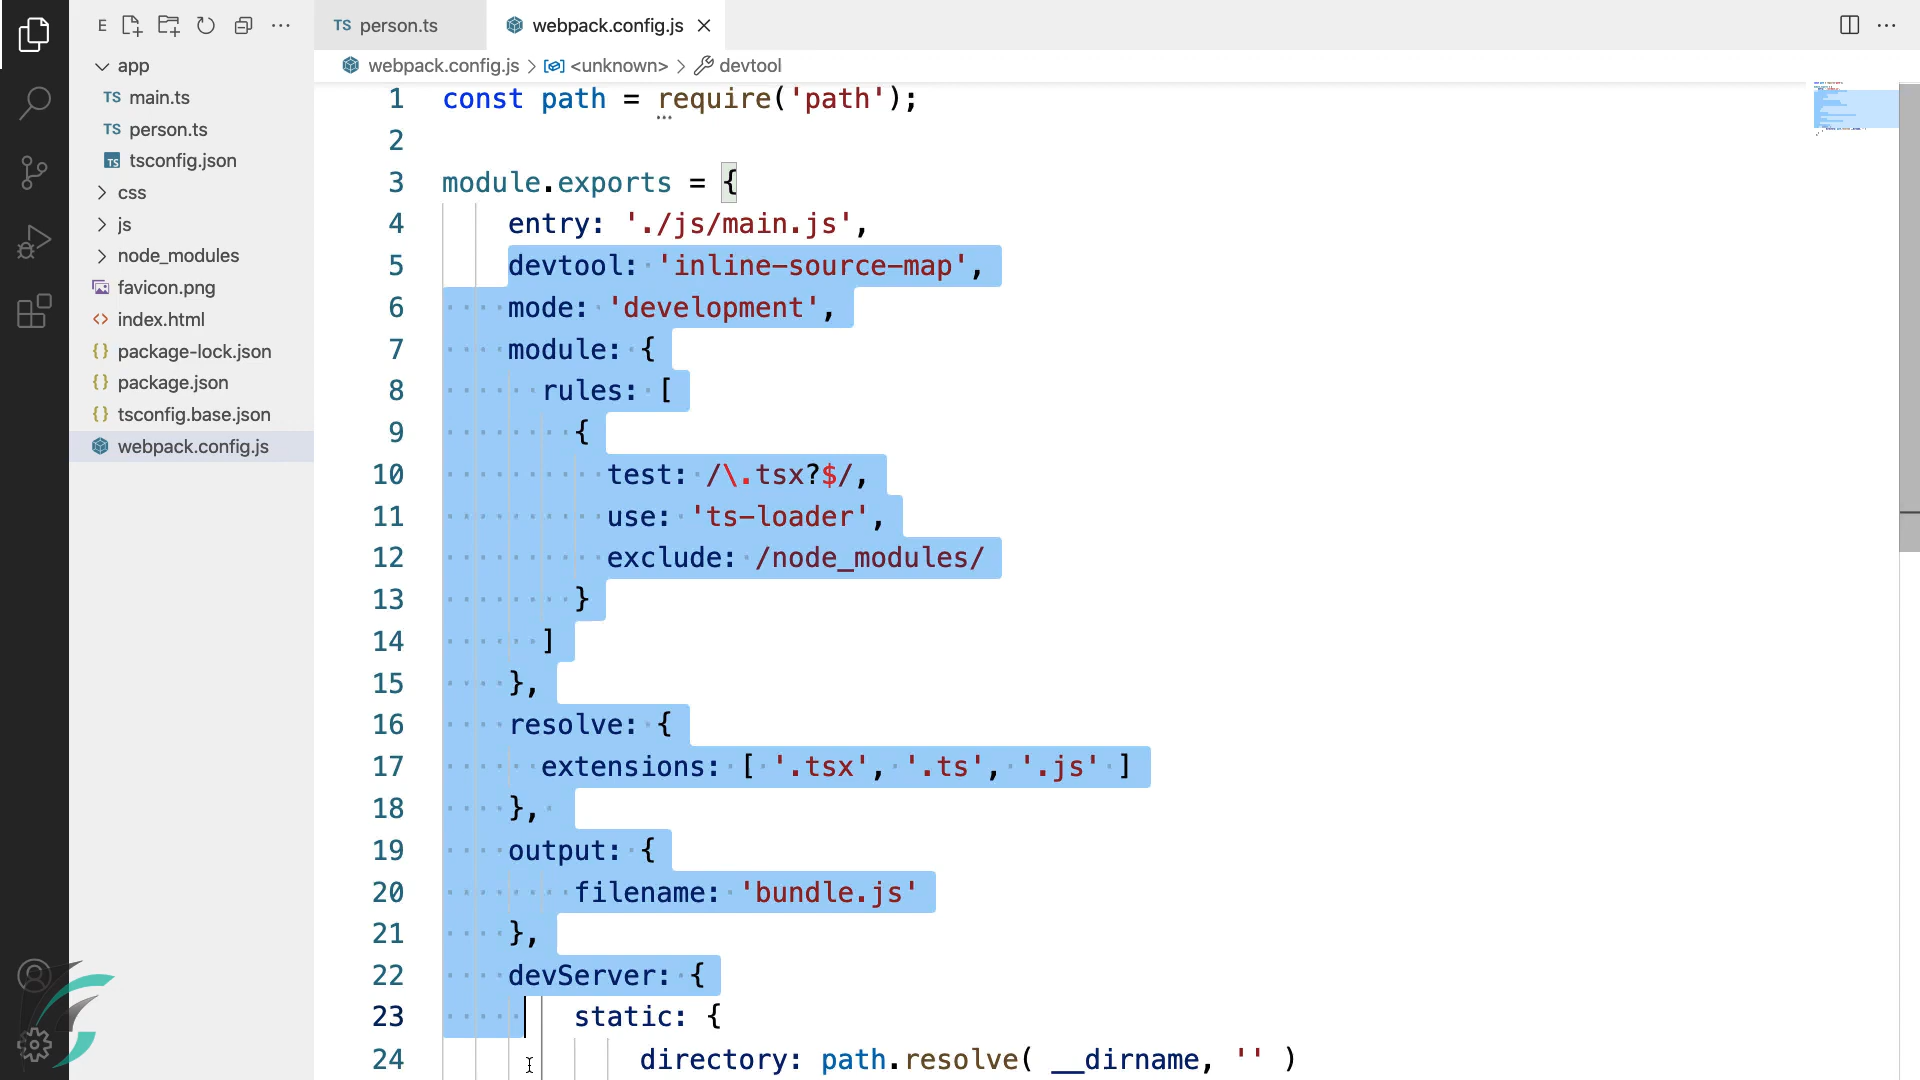 E
TS person.ts
webpack.config.js
webpack.config.js > <unknown> > devtool
app
TS main.ts
TS person.ts
TS tsconfig.json
css
js
node_modules
favicon.png
<> index.html
{} package-lock.json
{} package.json
{} tsconfig.base.json
webpack.config.js
1 const path = require('path');
2
3 module.exports = {
4 entry: './js/main.js',
5 devtool: 'inline-source-map',
6 mode: 'development',
7 module: {
8 rules: [
9 {
10 test: /\.tsx?$/,
11 use: 'ts-loader',
12 exclude: /node_modules/
13 }
14 ]
15 },
16 resolve: {
17 extensions: [ '.tsx', '.ts', '.js' ]
18 },
19 output: {
20 filename: 'bundle.js'
21 },
22 devServer: {
23 static: {
24 directory: path.resolve( __dirname, '' )